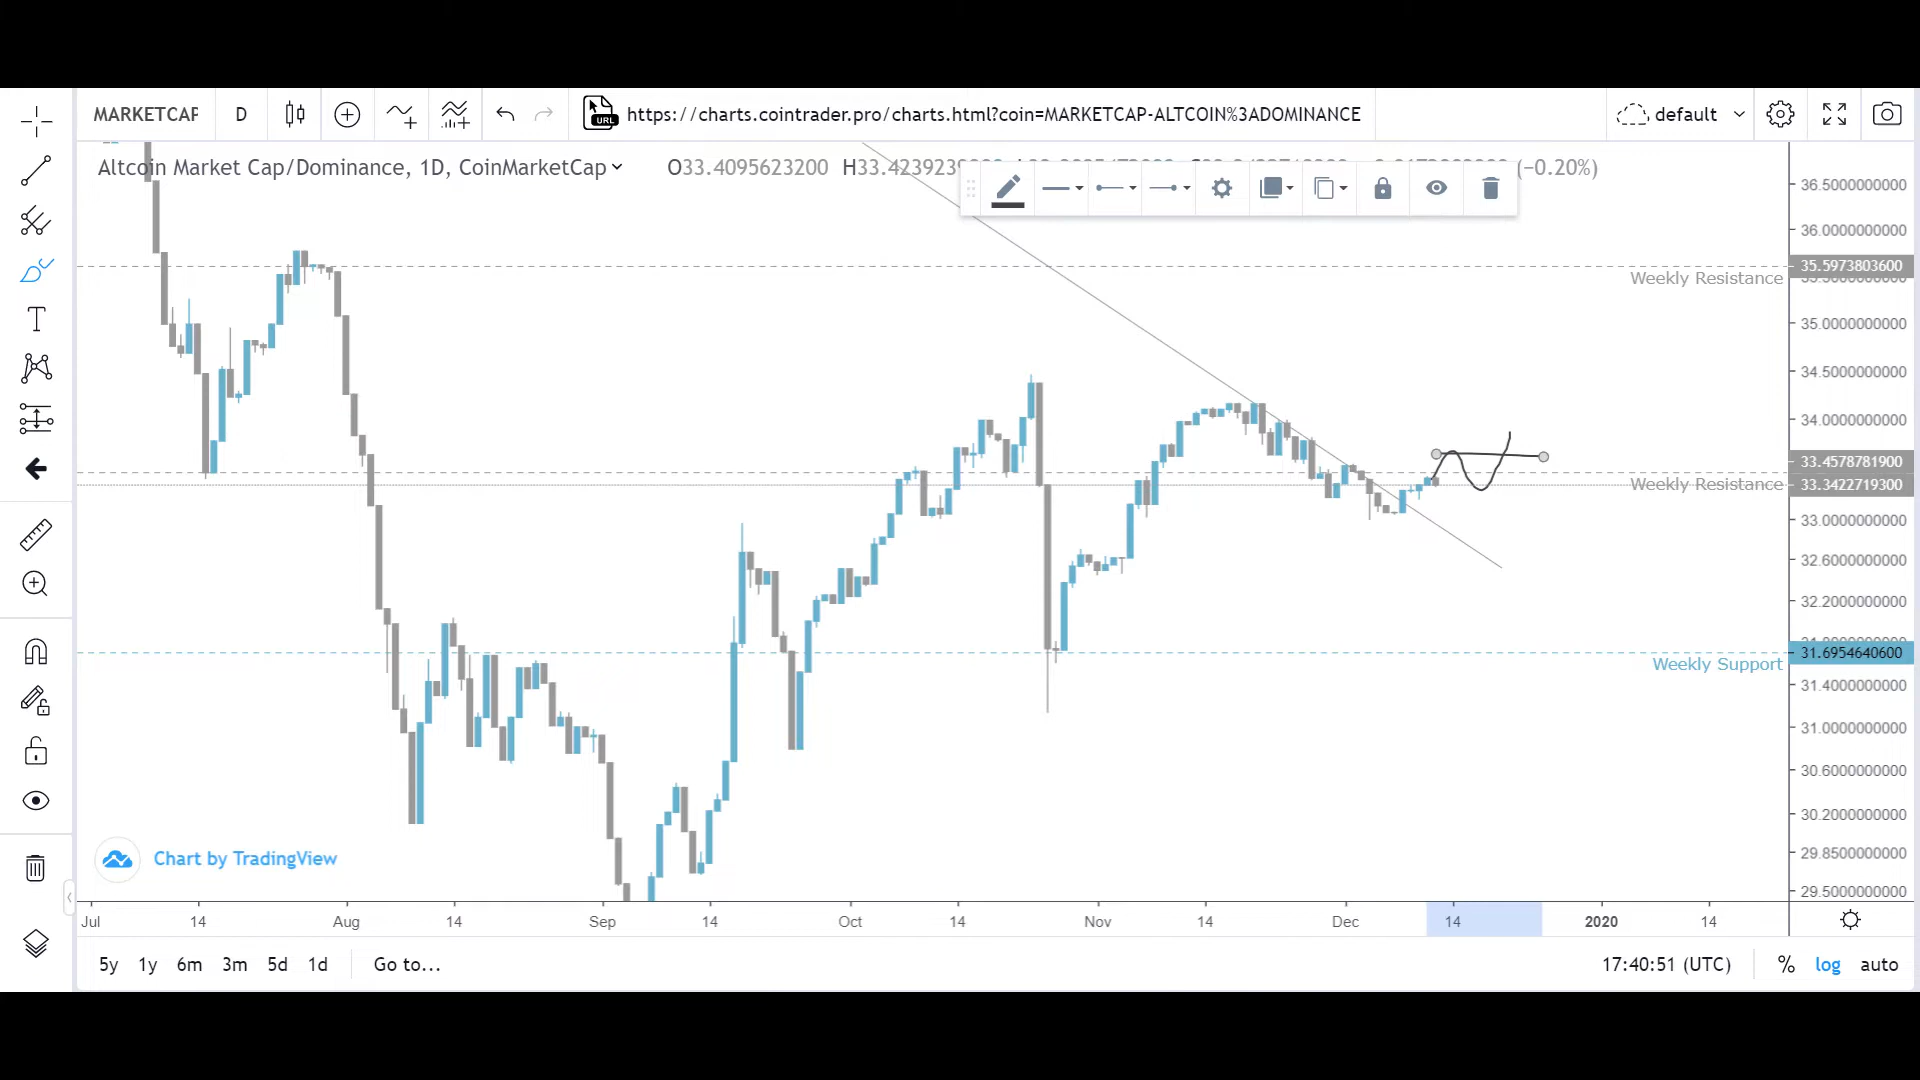 MARKETCAP D URL https://charts.cointrader.pro/charts.html?coin=MARKETCAP-ALTCOIN%3ADOMINANCE default
Altcoin Market Cap/Dominance, 1D, CoinMarketCap O33.4095623200 (−0.20%)
36.5000000000
36.0000000000
35.5973803600
Weekly Resistance
35.0000000000
34.5000000000
34.0000000000
33.4578781900
Weekly Resistance 33.3422719300
33.0000000000
32.6000000000
32.2000000000
31.6954640600
Weekly Support
31.4000000000
31.0000000000
30.6000000000
30.2000000000
Chart by TradingView
29.8500000000
29.5000000000
Jul 14 Aug 14 Sep 14 Oct 14 Nov 14 Dec 14 2020 14
5y 1y 6m 3m 5d 1d Go to... 17:40:51 (UTC) % log auto